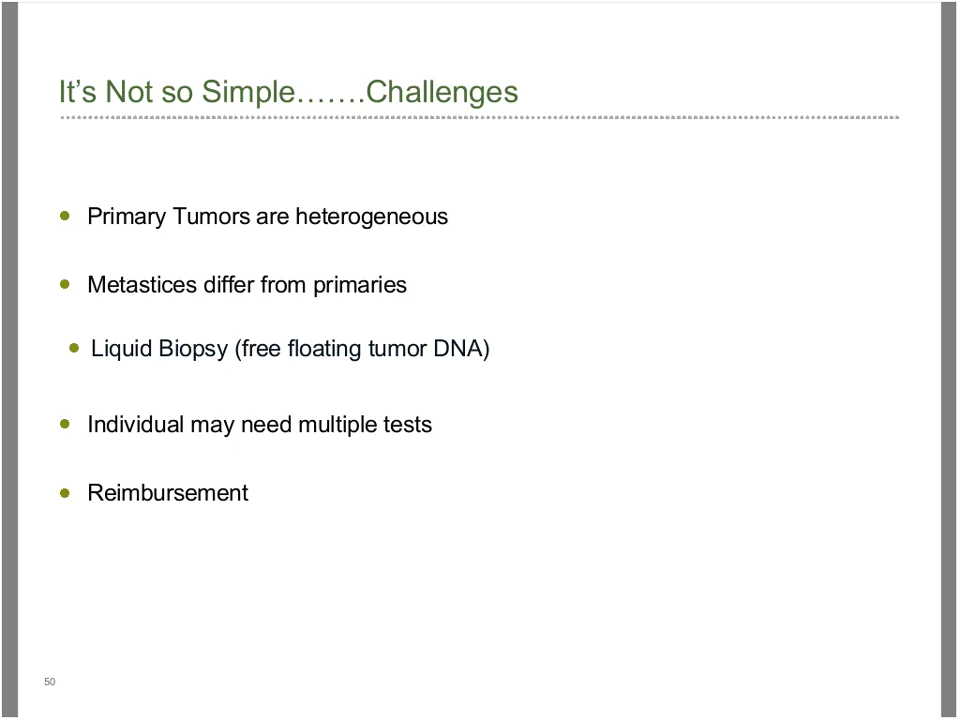 It’s Not so Simple…….Challenges
Primary Tumors are heterogeneous
Metastices differ from primaries
Liquid Biopsy (free floating tumor DNA)
Individual may need multiple tests
Reimbursement
50